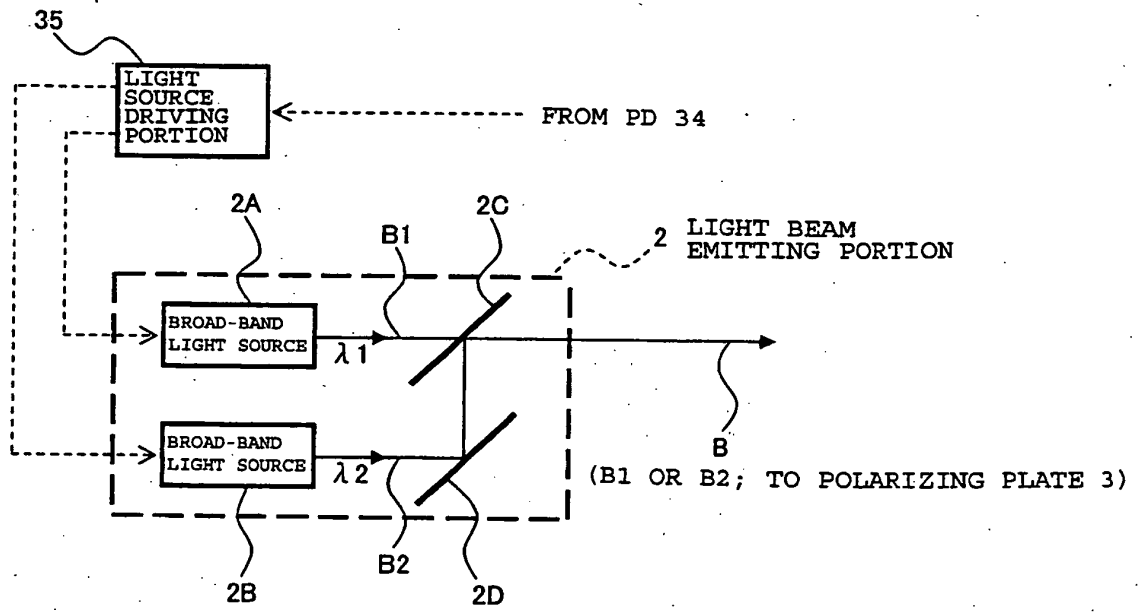 35
LIGHT
SOURCE
DRIVING
PORTION
FROM PD 34
2A
B1
2C
2 LIGHT BEAM
EMITTING PORTION
BROAD-BAND
LIGHT SOURCE
λ1
BROAD-BAND
LIGHT SOURCE
λ2
B
(B1 OR B2; TO POLARIZING PLATE 3)
2B
B2
2D